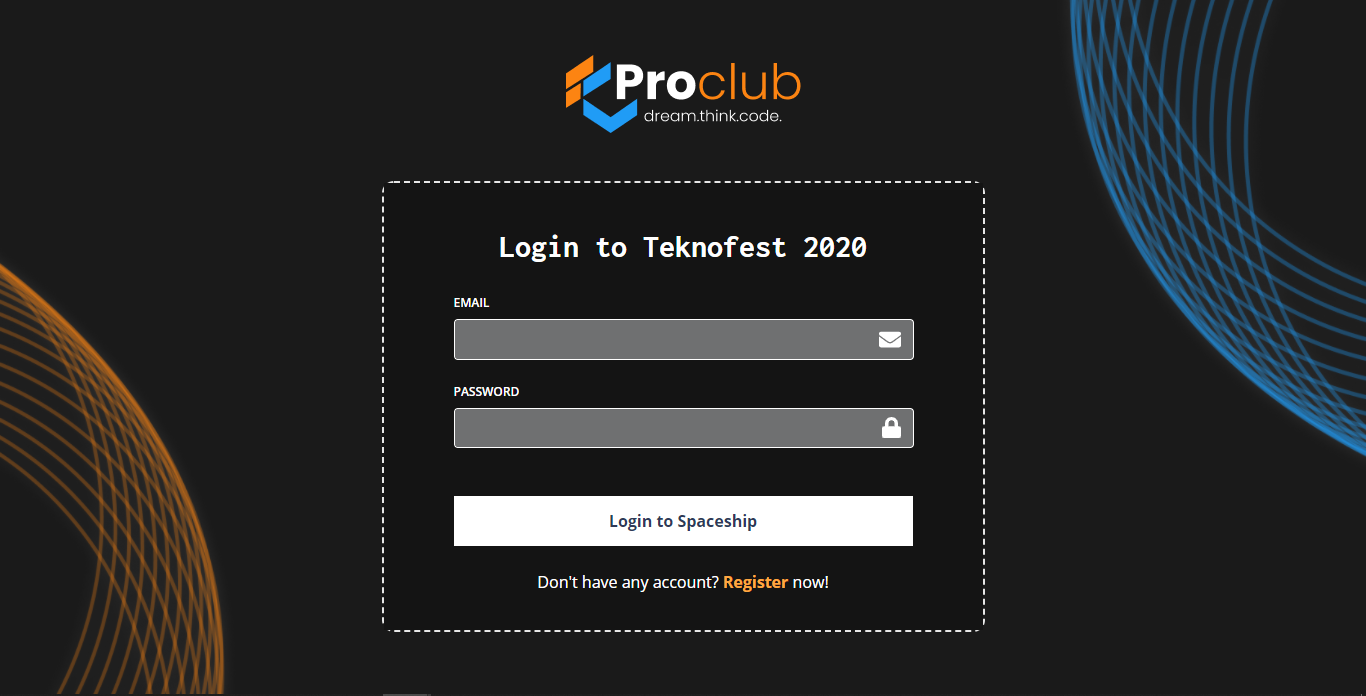 Proclub
dream.think.code.
Login to Teknofest 2020
EMAIL
PASSWORD
Login to Spaceship
Don't have any account? Register now!